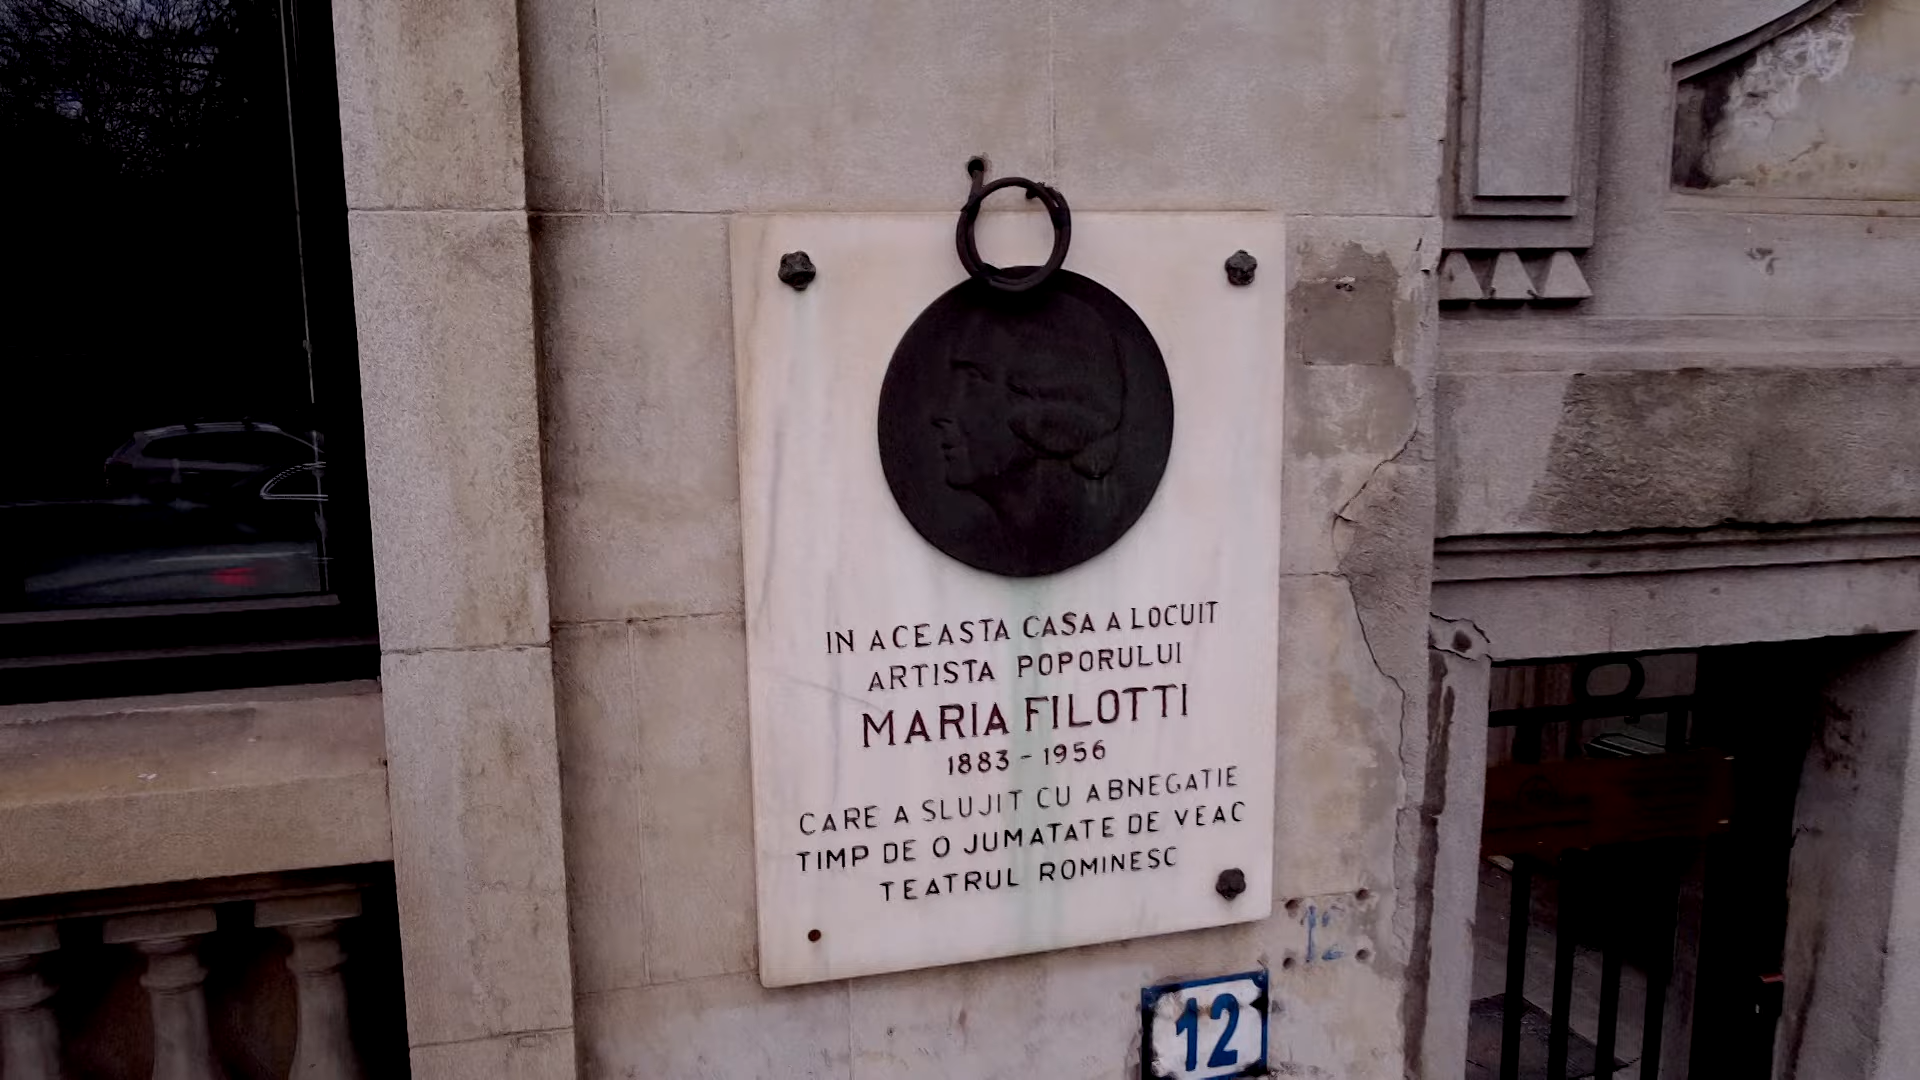 IN ACEASTA CASA A LOCUIT
ARTISTA POPORULUI
MARIA FILOTTI
1883 - 1956
CARE A SLUJIT CU ABNEGATIE
TIMP DE O JUMATATE DE VEAC
TEATRUL ROMINESC
12
12